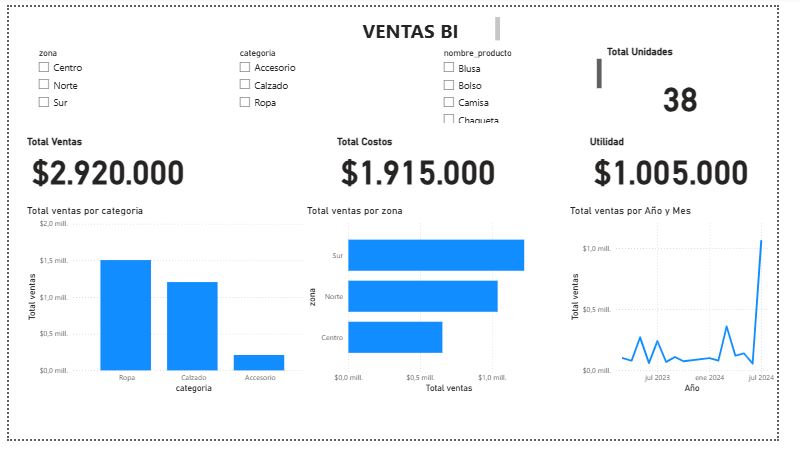 VENTAS BI
zona
Centro
Norte
Sur
categoria
Accesorio
Calzado
Ropa
nombre_producto
Blusa
Bolso
Camisa
Chaqueta
Total Unidades
38
Total Ventas
$2.920.000
Total Costos
$1.915.000
Utilidad
$1.005.000
Total ventas por categoria
$2,0 mill.
$1,5 mill.
$1,0 mill.
$0,5 mill.
$0,0 mill.
Total ventas
Ropa
Calzado
Accesorio
categoria
Total ventas por zona
zona
Sur
Norte
Centro
$0,0 mill.
$0,5 mill.
$1,0 mill.
Total ventas
Total ventas por Año y Mes
$1,0 mill.
$0,5 mill.
$0,0 mill.
Total ventas
jul 2023
ene 2024
jul 2024
Año